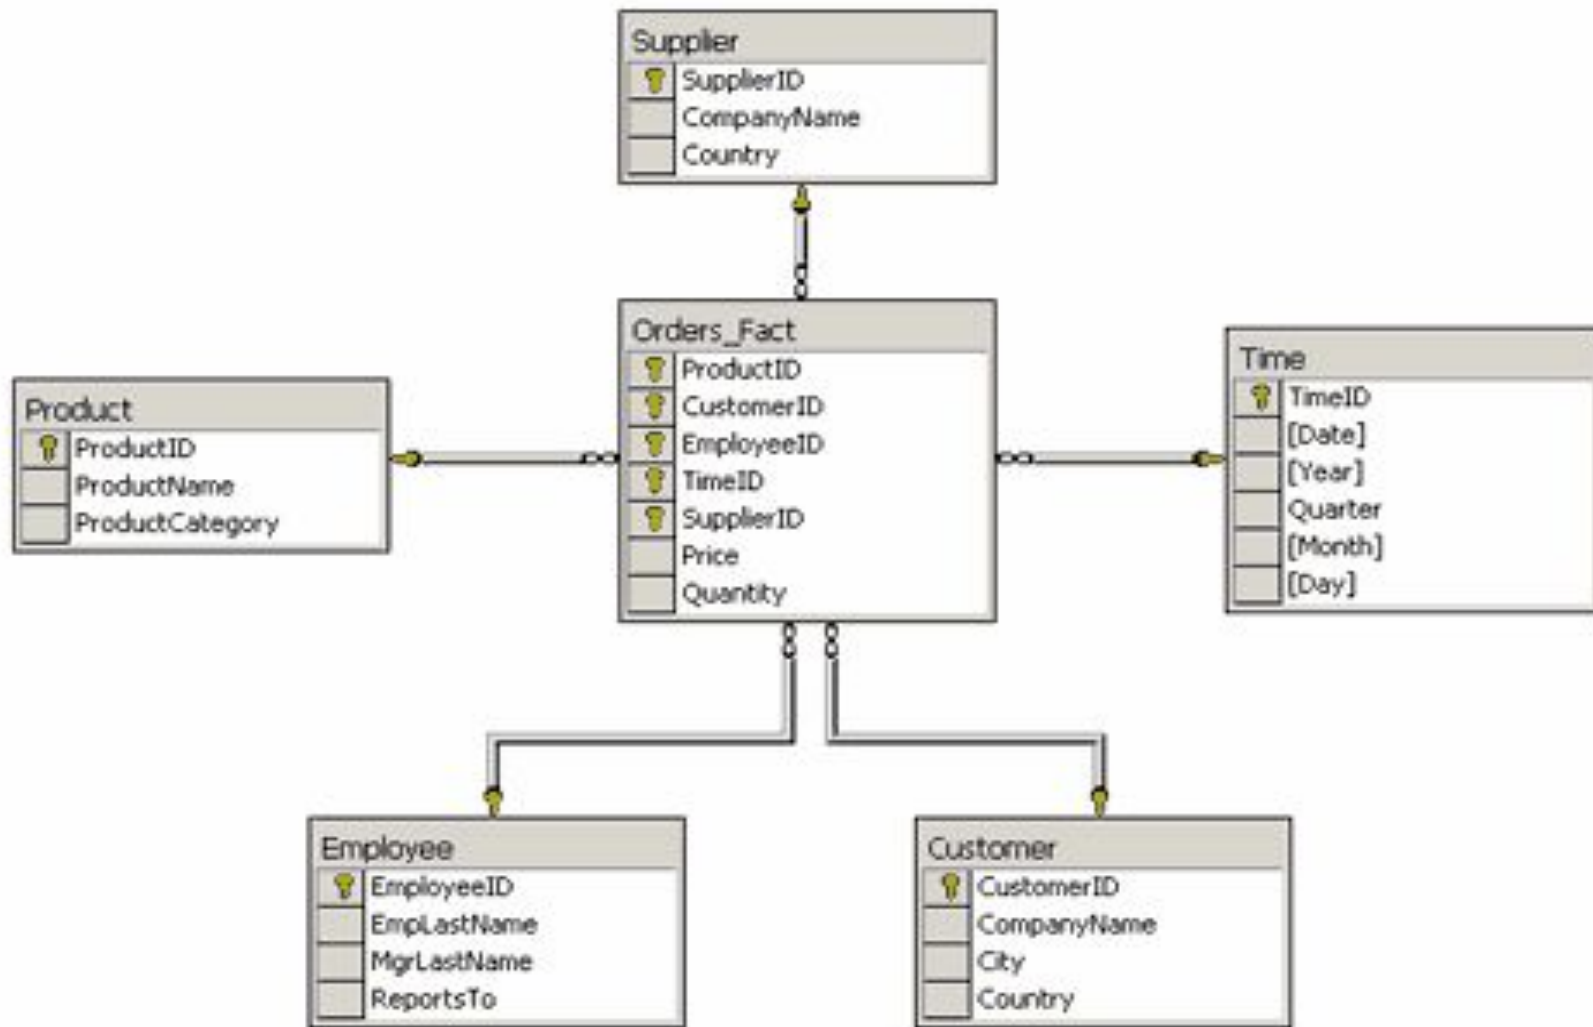 Supplier
SupplierID
CompanyName
Country
Orders_Fact
ProductID
CustomerID
EmployeeID
TimeID
SupplierID
Price
Quantity
Product
ProductID
ProductName
ProductCategory
Time
TimeID
[Date]
[Year]
Quarter
[Month]
[Day]
Employee
EmployeeID
EmpLastName
MgrLastName
ReportsTo
Customer
CustomerID
CompanyName
City
Country